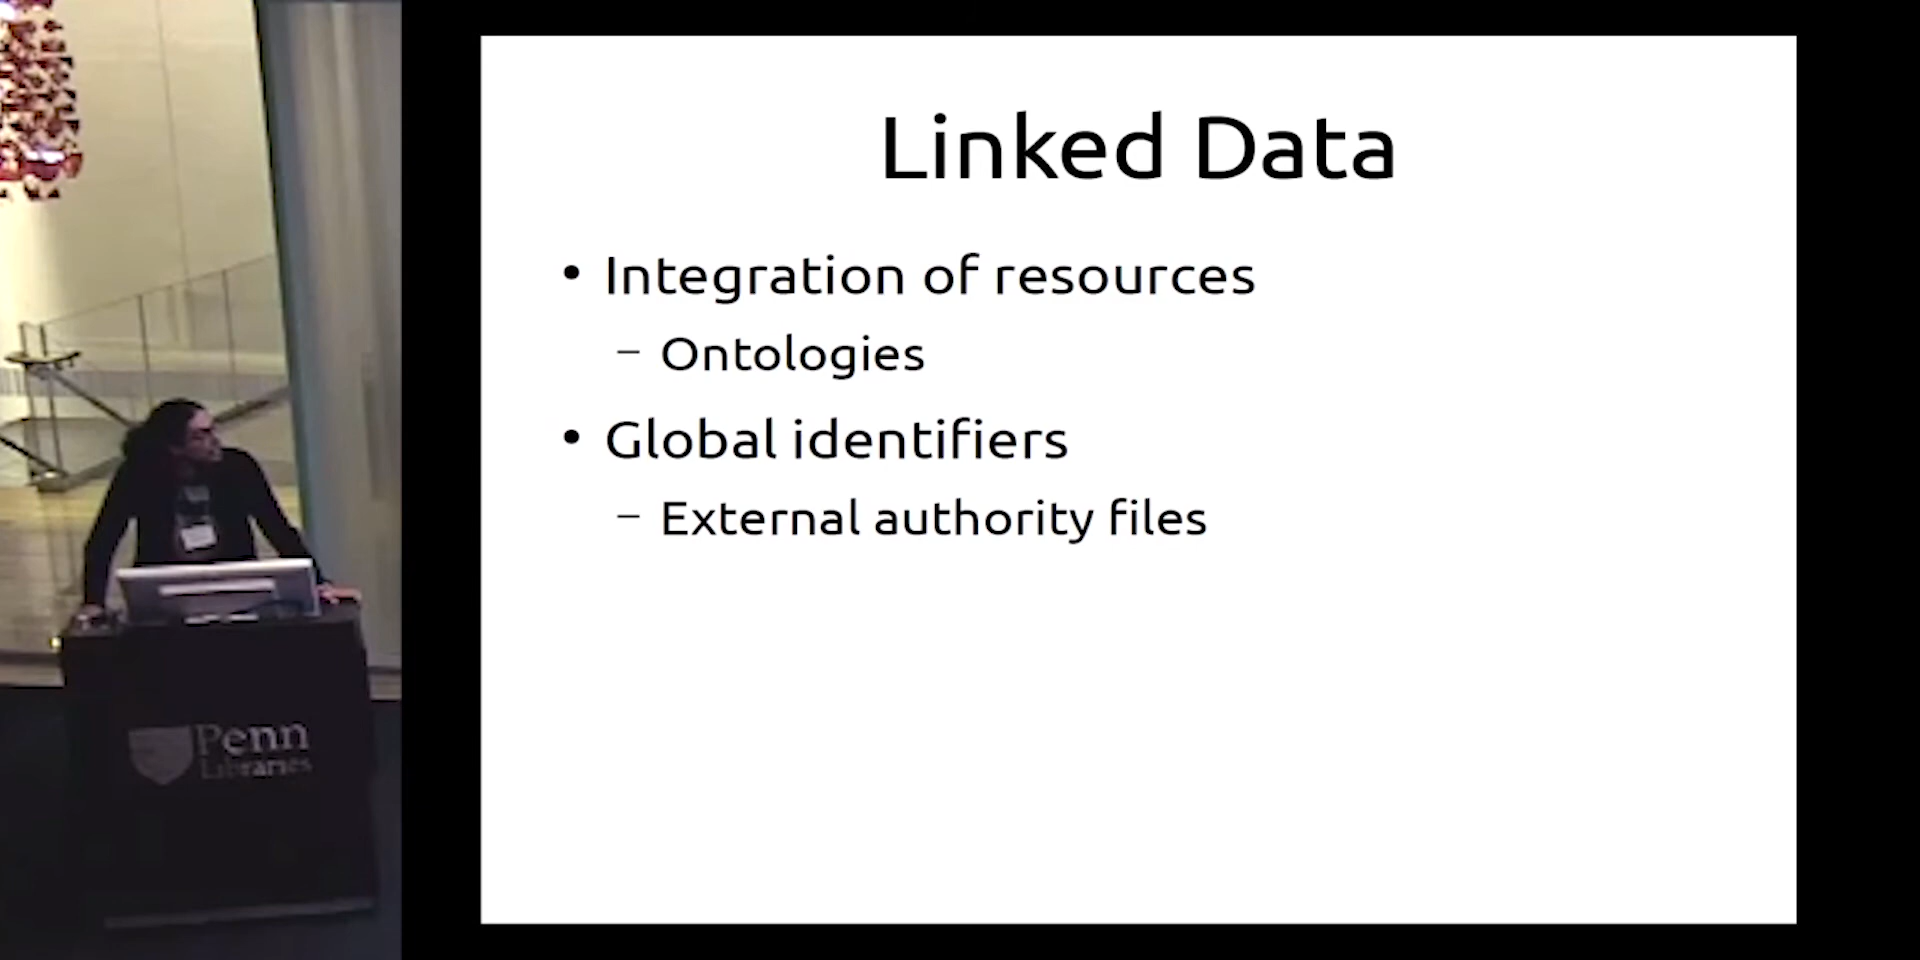 Linked Data
• Integration of resources
– Ontologies
• Global identifiers
– External authority files
Penn
Libraries